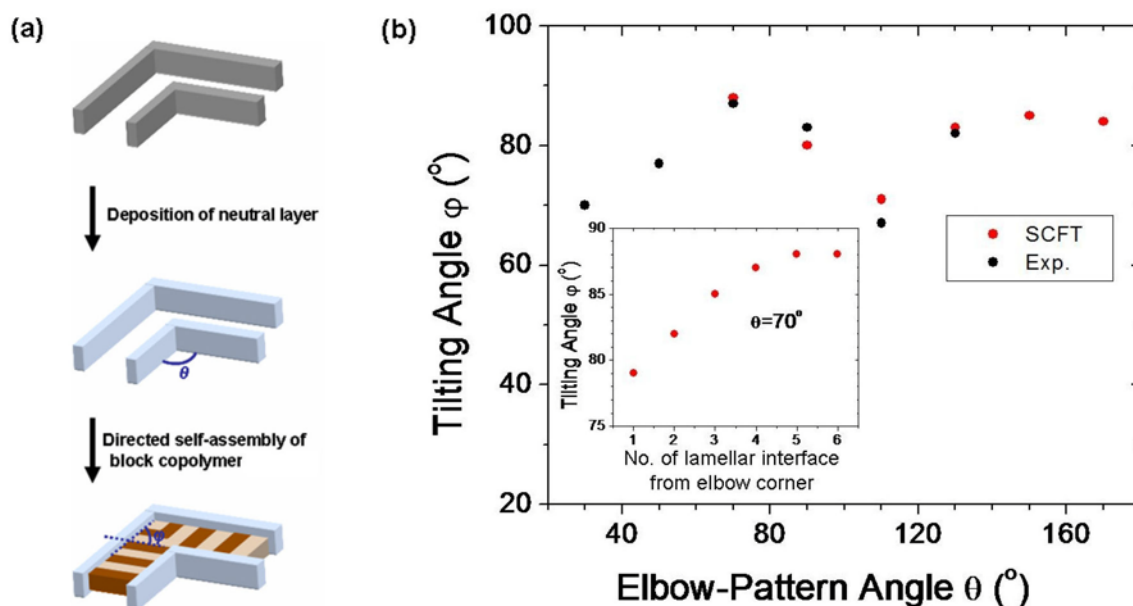 (a)
Deposition of neutral layer
θ
Directed self-assembly of
block copolymer
φ
(b)
100
80
60
40
20
Tilting Angle φ (°)
40
80
120
160
Elbow-Pattern Angle θ (°)
SCFT
Exp.
90
85
80
75
Tilting Angle φ (°)
θ=70°
1 2 3 4 5 6
No. of lamellar interface
from elbow corner